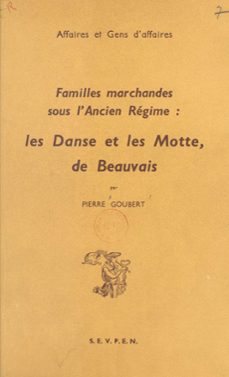 Affaires et Gens d'affaires
Familles marchandes
sous l'Ancien Régime :
les Danse et les Motte,
de Beauvais
par
PIERRE GOUBERT
S. E. V. P. E. N.